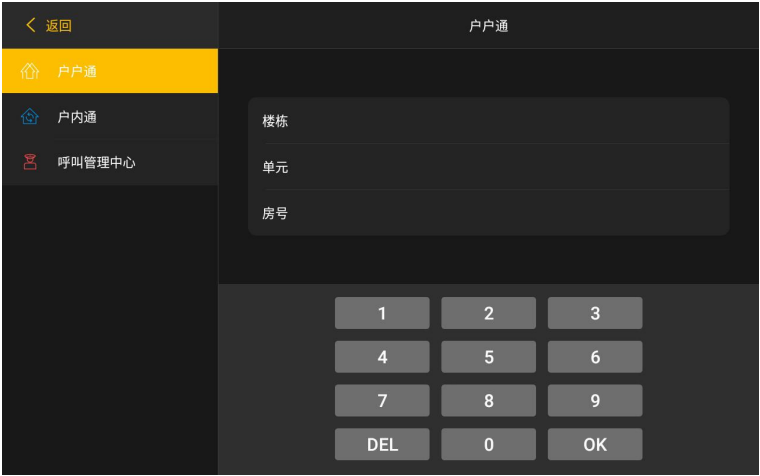 返回
户户通
户户通
户内通
呼叫管理中心
楼栋
单元
房号
1 2 3
4 5 6
7 8 9
DEL 0 OK